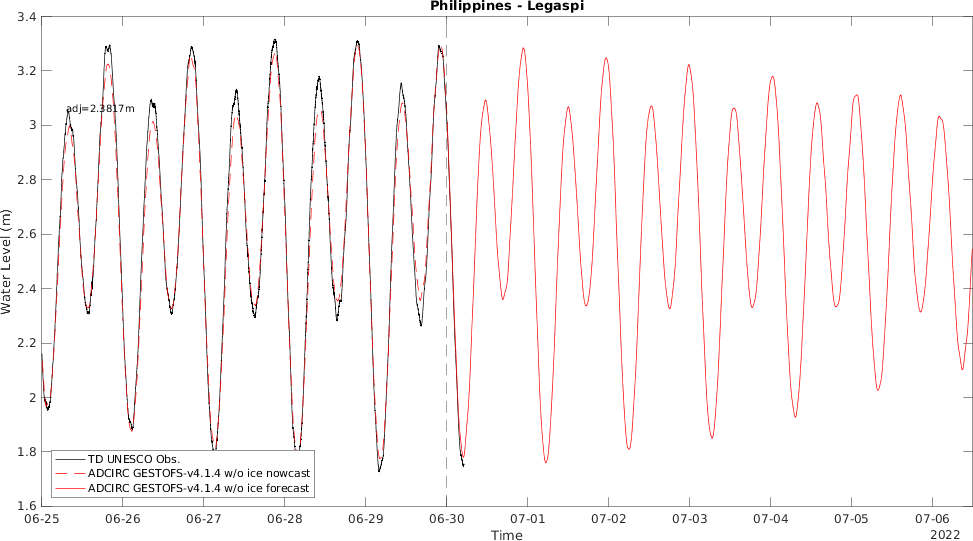 Philippines - Legaspi
3.4
3.2
3
2.8
2.6
2.4
2.2
2
1.8
1.6
Water Level (m)
adj=2.3817m
TD UNESCO Obs.
ADCIRC GESTOFS-v4.1.4 w/o ice nowcast
ADCIRC GESTOFS-v4.1.4 w/o ice forecast
06-25 06-26 06-27 06-28 06-29 06-30 07-01 07-02 07-03 07-04 07-05 07-06
Time
2022